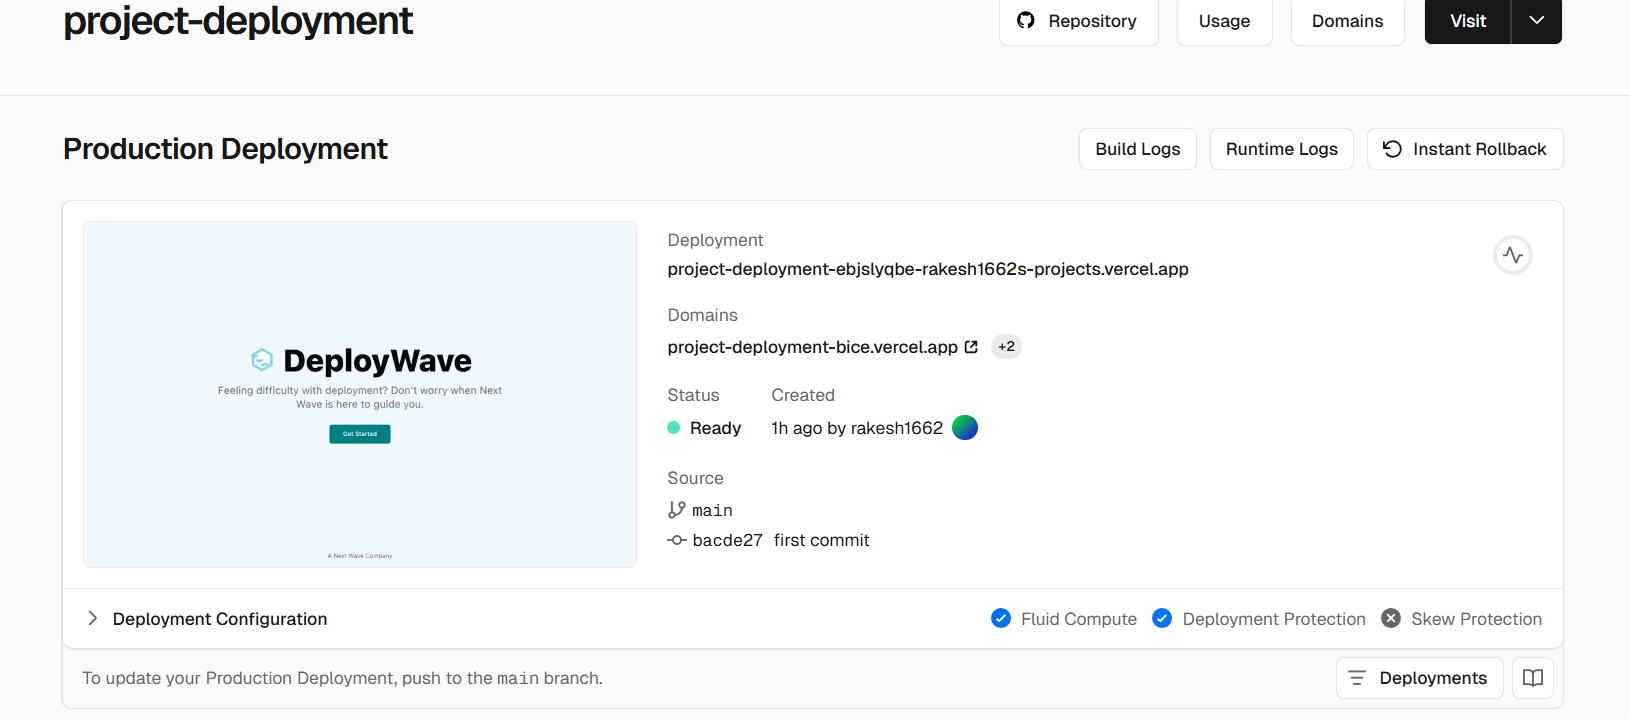 project-deployment
Repository
Usage
Domains
Visit
Production Deployment
Build Logs
Runtime Logs
Instant Rollback
DeployWave
Feeling difficulty with deployment? Don't worry when Next
Wave is here to guide you.
Get Started
A Next Wave Company
Deployment
project-deployment-ebjslyqbe-rakesh1662s-projects.vercel.app
Domains
project-deployment-bice.vercel.app +2
Status Created
Ready 1h ago by rakesh1662
Source
main
bacde27 first commit
Deployment Configuration
Fluid Compute
Deployment Protection
Skew Protection
To update your Production Deployment, push to the main branch.
Deployments